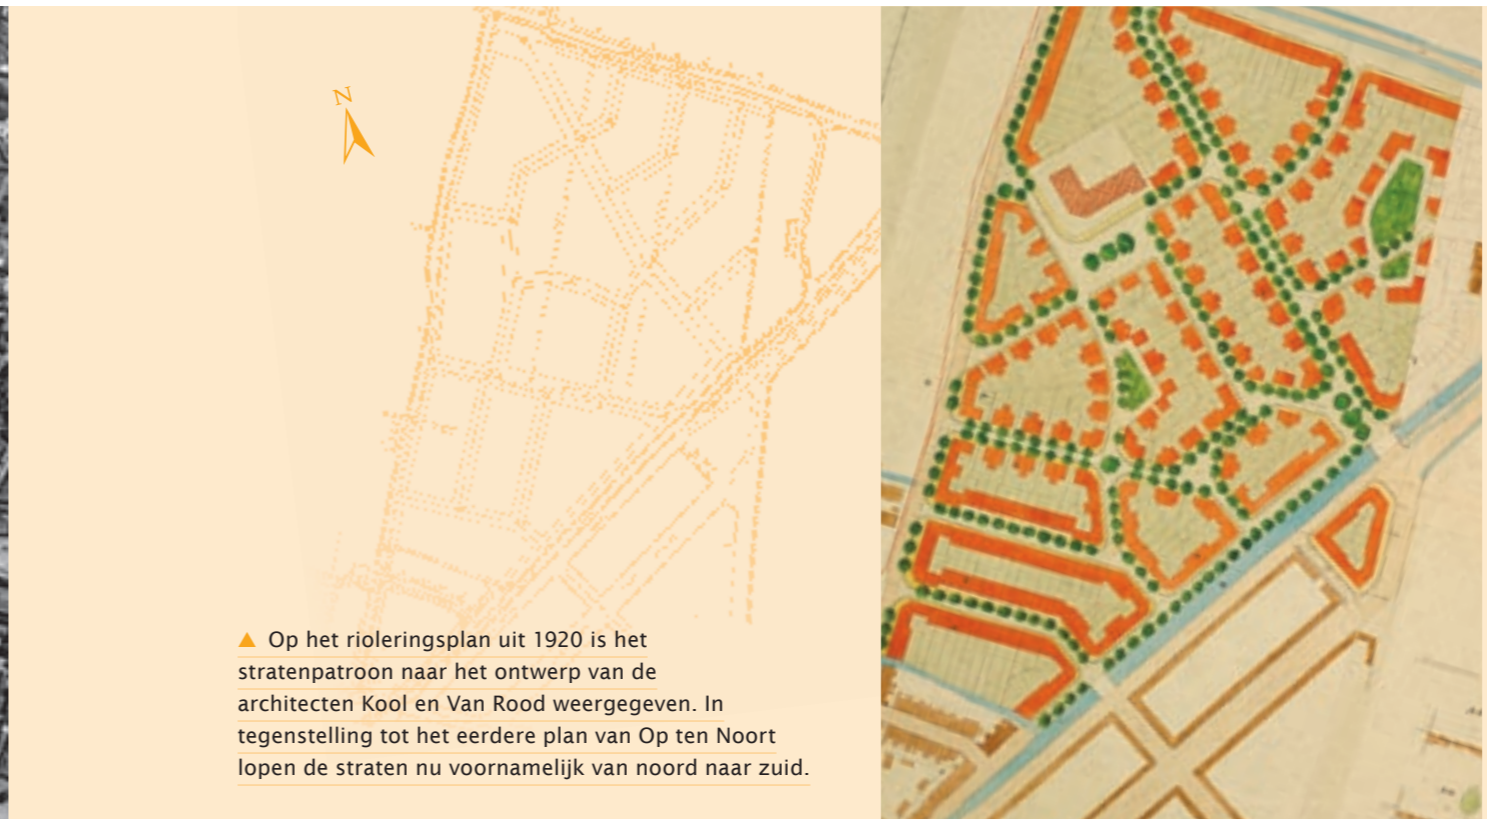 N
▲ Op het rioleringsplan uit 1920 is het
stratenpatroon naar het ontwerp van de
architecten Kool en Van Rood weergegeven. In
tegenstelling tot het eerdere plan van Op ten Noort
lopen de straten nu voornamelijk van noord naar zuid.